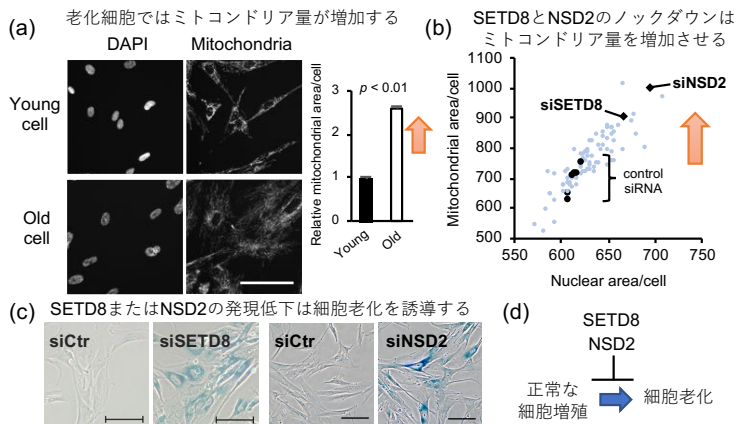 (a)
老化細胞ではミトコンドリア量が増加する
DAPI
Mitochondria
Young
cell
Old
cell
Relative mitochondrial area/cell
3
2
1
0
p < 0.01
Young
Old
(b)
SETD8とNSD2のノックダウンは
ミトコンドリア量を増加させる
Mitochondrial area/cell
1100
1000
900
800
700
600
500
siNSD2
siSETD8
control
siRNA
550
600
650
700
750
Nuclear area/cell
(c)
SETD8またはNSD2の発現低下は細胞老化を誘導する
siCtr
siSETD8
siCtr
siNSD2
(d)
SETD8
NSD2
正常な
細胞増殖
細胞老化